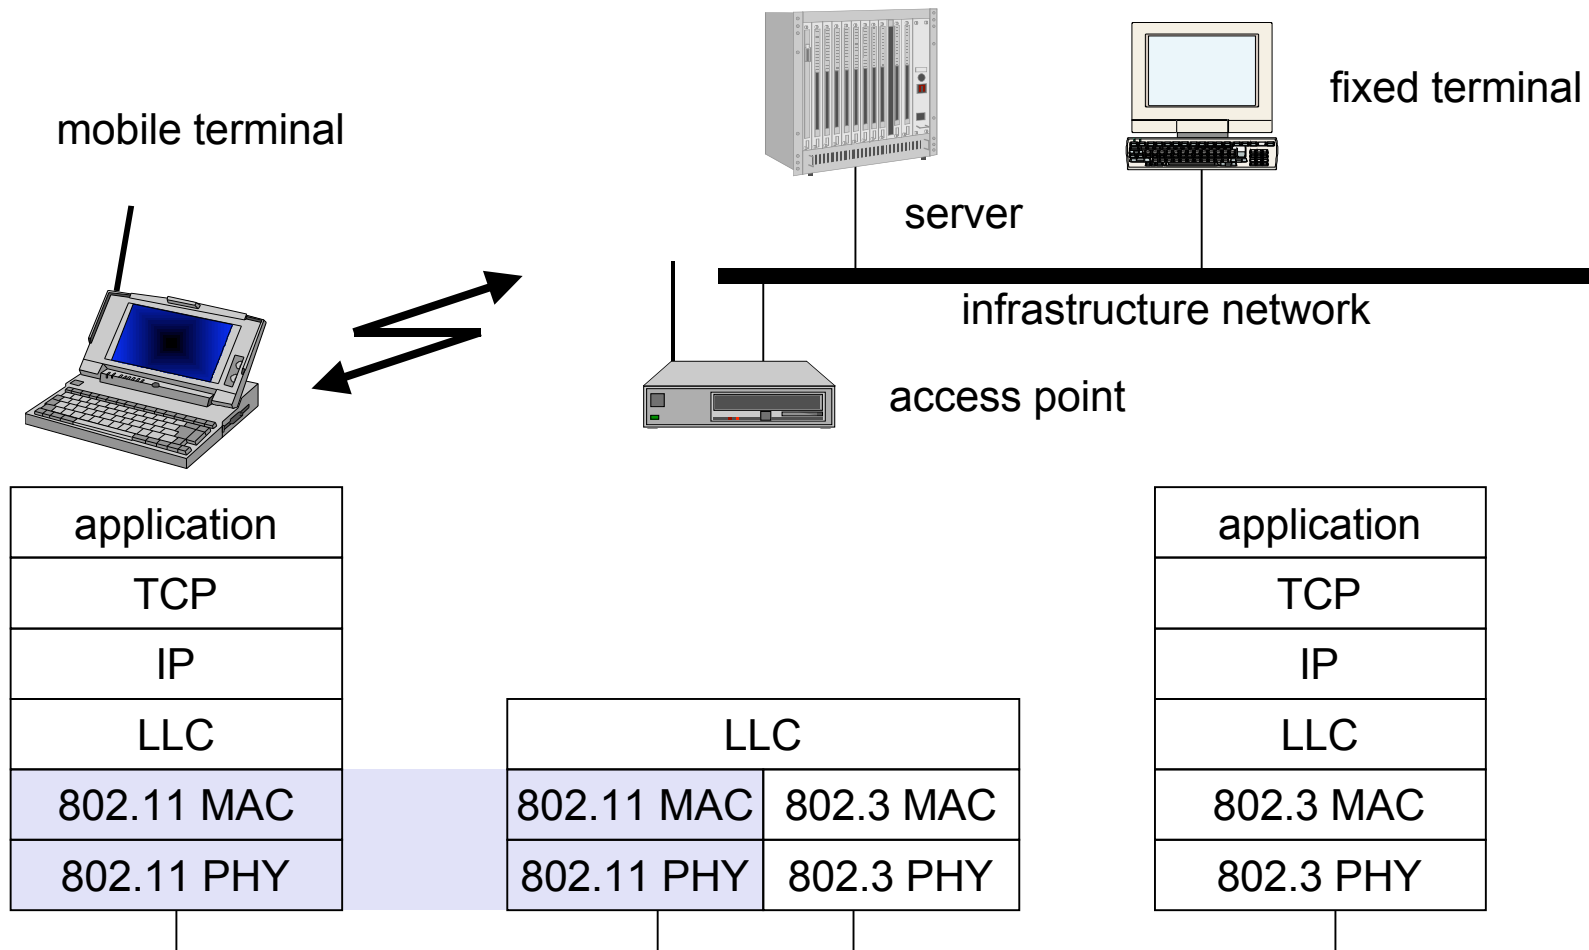 fixed terminal
mobile terminal
server
infrastructure network
access point
application
TCP
IP
LLC
802.11 MAC
802.11 PHY
LLC
802.11 MAC 802.3 MAC
802.11 PHY 802.3 PHY
application
TCP
IP
LLC
802.3 MAC
802.3 PHY